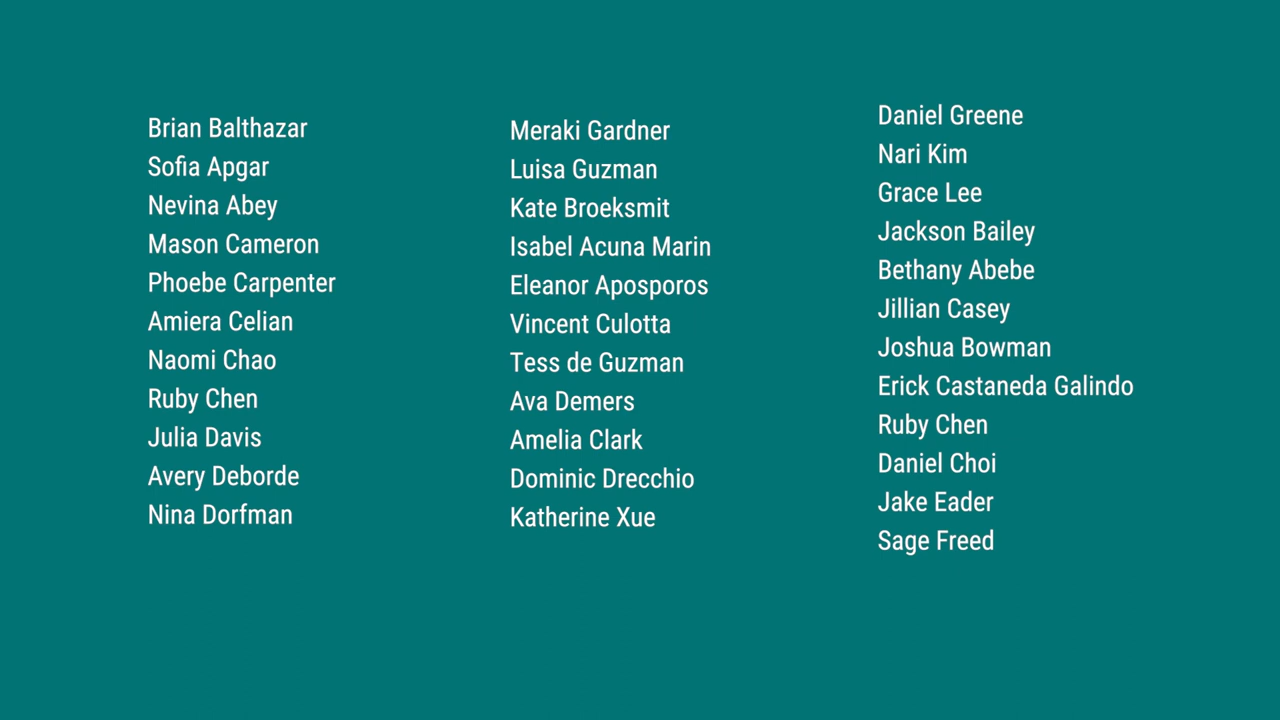 Brian Balthazar
Sofia Apgar
Nevina Abey
Mason Cameron
Phoebe Carpenter
Amiera Celian
Naomi Chao
Ruby Chen
Julia Davis
Avery Deborde
Nina Dorfman
Meraki Gardner
Luisa Guzman
Kate Broeksmit
Isabel Acuna Marin
Eleanor Aposporos
Vincent Culotta
Tess de Guzman
Ava Demers
Amelia Clark
Dominic Drecchio
Katherine Xue
Daniel Greene
Nari Kim
Grace Lee
Jackson Bailey
Bethany Abebe
Jillian Casey
Joshua Bowman
Erick Castaneda Galindo
Ruby Chen
Daniel Choi
Jake Eader
Sage Freed